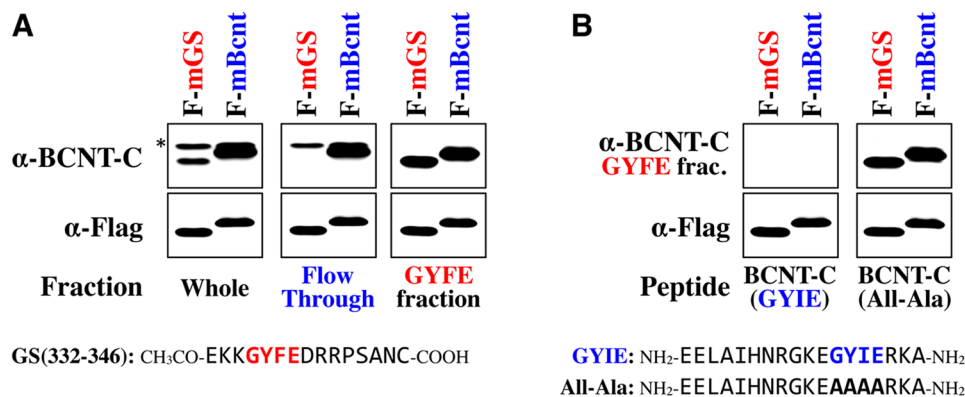 A
F-mGS F-mBcnt F-mGS F-mBcnt F-mGS F-mBcnt
*
α-BCNT-C
α-Flag
Fraction Whole Flow Through GYFE fraction
GS(332-346): CH₃CO-EKKGYFEDRRPSANC-COOH
B
F-mGS F-mBcnt F-mGS F-mBcnt
α-BCNT-C
GYFE frac.
α-Flag
Peptide BCNT-C (GYIE) BCNT-C (All-Ala)
GYIE: NH₂-EELAIHNRGKEGYIERKA-NH₂
All-Ala: NH₂-EELAIHNRGKEAAAARKA-NH₂